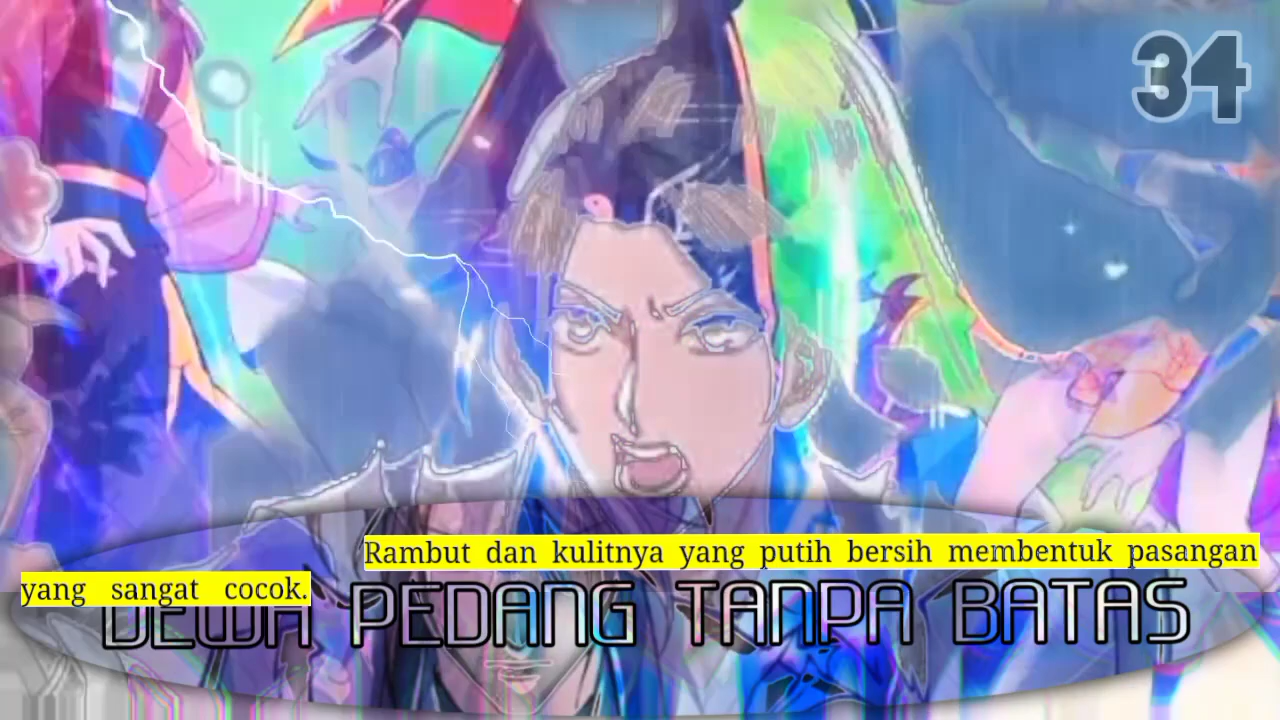 34
Rambut dan kulitnya yang putih bersih membentuk pasangan
yang sangat cocok.
DEWA PEDANG TANPA BATAS